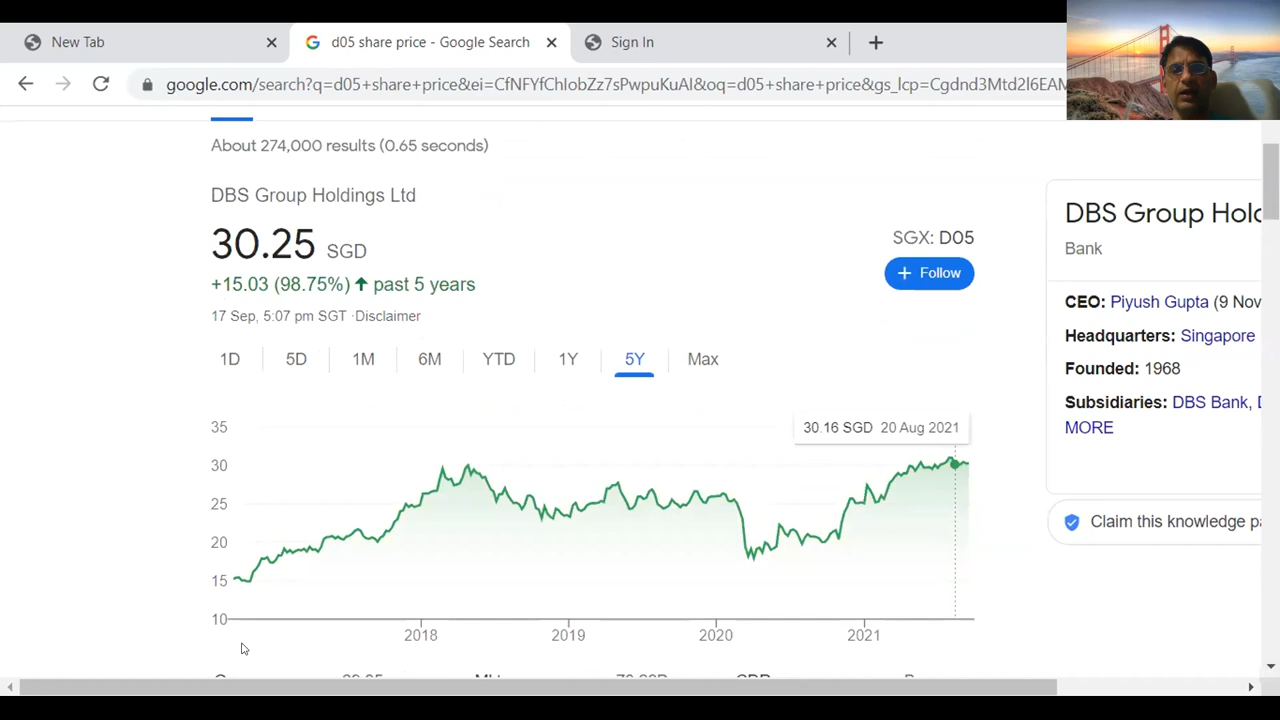 New Tab
d05 share price - Google Search
Sign In
google.com/search?q=d05+share+price&ei=CfNFYfChIobZz7sPwpuKuAI&oq=d05+share+price&gs_lcp=Cgdnd3Mtd2l6EAM
About 274,000 results (0.65 seconds)
DBS Group Holdings Ltd
30.25 SGD
+15.03 (98.75%) past 5 years
17 Sep, 5:07 pm SGT · Disclaimer
SGX: D05
+ Follow
1D 5D 1M 6M YTD 1Y 5Y Max
30.16 SGD 20 Aug 2021
35
30
25
20
15
10
2018 2019 2020 2021
DBS Group Holc
Bank
CEO: Piyush Gupta (9 Nov
Headquarters: Singapore
Founded: 1968
Subsidiaries: DBS Bank,
MORE
Claim this knowledge pa